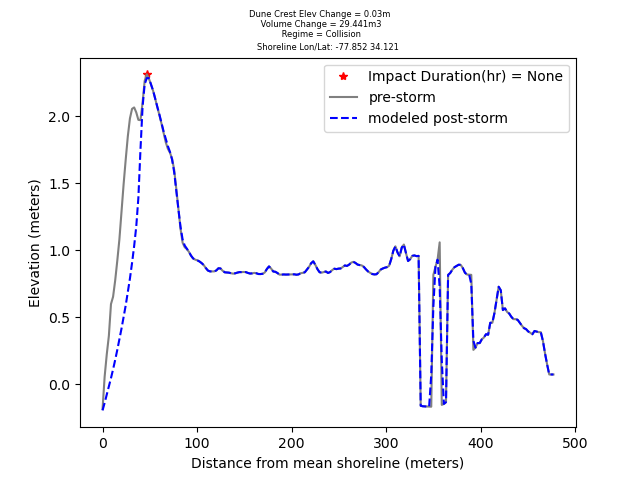 Dune Crest Elev Change = 0.03m
Volume Change = 29.441m3
Regime = Collision
Shoreline Lon/Lat: -77.852 34.121
Impact Duration(hr) = None
pre-storm
modeled post-storm
Elevation (meters)
2.0
1.5
1.0
0.5
0.0
0
100
200
300
400
500
Distance from mean shoreline (meters)